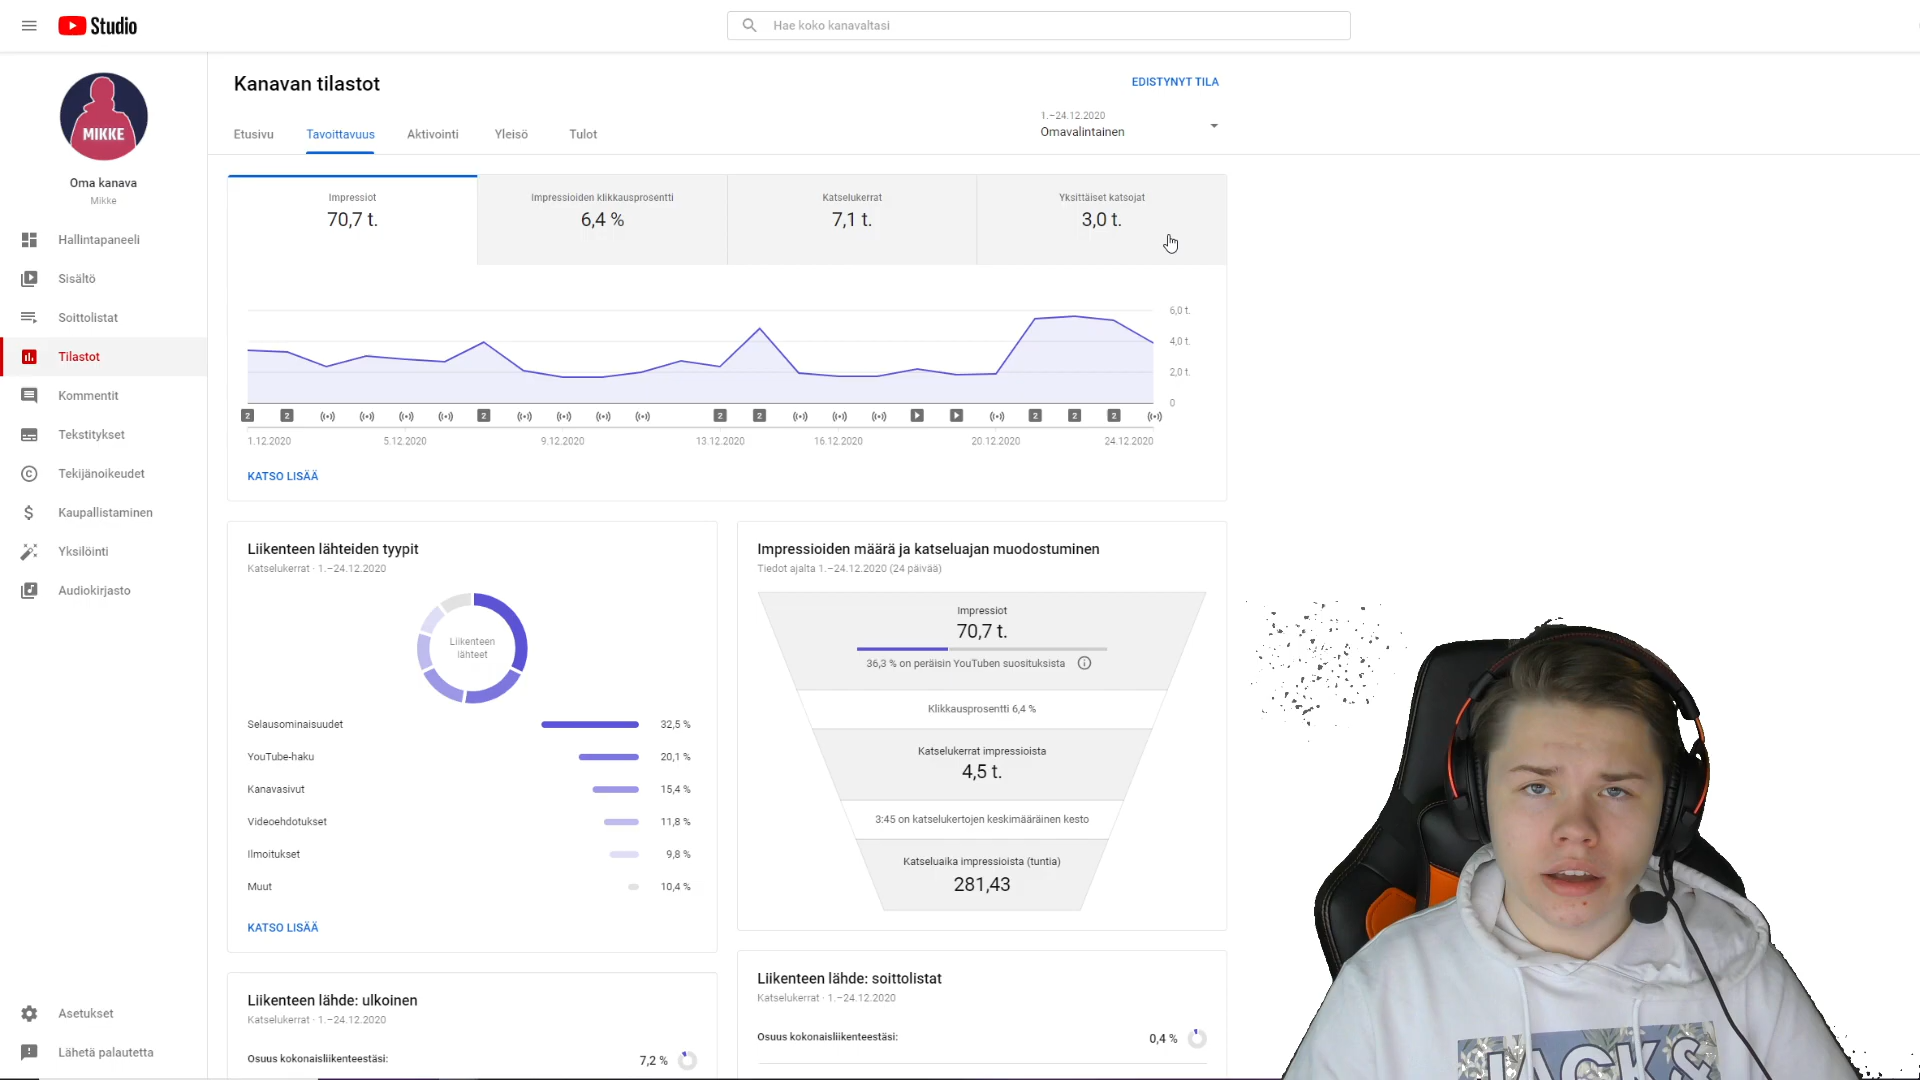 Studio
Hae koko kanavaltasi
MIKKE
Oma kanava
Mikke
Hallintapaneeli
Sisältö
Soittolistat
Tilastot
Kommentit
Tekstitykset
Tekijänoikeudet
Kaupallistaminen
Yksilöinti
Audiokirjasto
Asetukset
Lähetä palautetta
Kanavan tilastot
EDISTYNYT TILA
Etusivu
Tavoittavuus
Aktivointi
Yleisö
Tulot
1.–24.12.2020
Omavalintainen
Impressiot
70,7 t.
Impressioiden klikkausprosentti
6,4 %
Katselukerrat
7,1 t.
Yksittäiset katsojat
3,0 t.
6,0 t.
4,0 t.
2,0 t.
0
2 2 2 2 2 2 2 2
1.12.2020 5.12.2020 9.12.2020 13.12.2020 16.12.2020 20.12.2020 24.12.2020
KATSO LISÄÄ
Liikenteen lähteiden tyypit
Katselukerrat · 1.–24.12.2020
Liikenteen
lähteet
Selausominaisuudet 32,5 %
YouTube-haku 20,1 %
Kanavasivut 15,4 %
Videoehdotukset 11,8 %
Ilmoitukset 9,8 %
Muut 10,4 %
KATSO LISÄÄ
Impressioiden määrä ja katseluajan muodostuminen
Tiedot ajalta 1.–24.12.2020 (24 päivää)
Impressiot
70,7 t.
36,3 % on peräisin YouTuben suosituksista
Klikkausprosentti 6,4 %
Katselukerrat impressioista
4,5 t.
3:45 on katselukertojen keskimääräinen kesto
Katseluaika impressioista (tuntia)
281,43
Liikenteen lähde: ulkoinen
Katselukerrat · 1.–24.12.2020
Osuus kokonaisliikenteestäsi: 7,2 %
Liikenteen lähde: soittolistat
Katselukerrat · 1.–24.12.2020
Osuus kokonaisliikenteestäsi: 0,4 %
JACK&